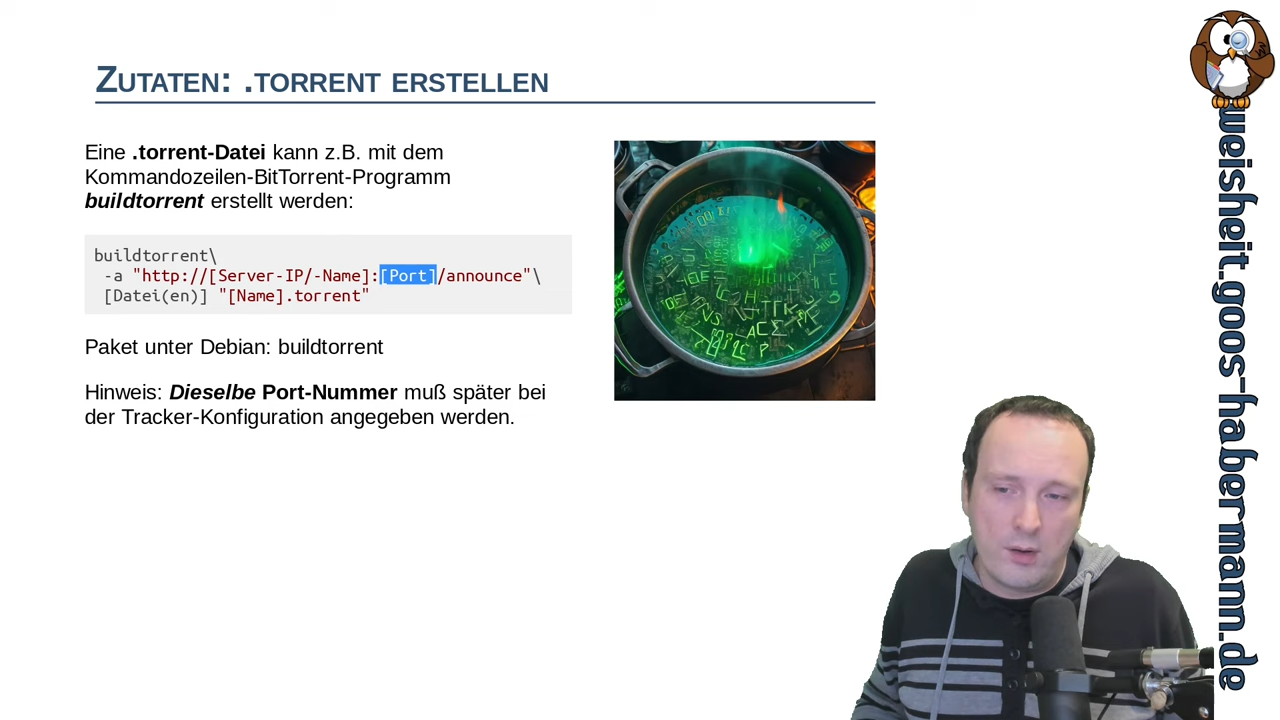 Zutaten: .torrent erstellen
Eine .torrent-Datei kann z.B. mit dem
Kommandozeilen-BitTorrent-Programm
buildtorrent erstellt werden:
buildtorrent\
-a "http://[Server-IP/-Name]:[Port]/announce"\
[Datei(en)] "[Name].torrent"
Paket unter Debian: buildtorrent
Hinweis: Dieselbe Port-Nummer muß später bei
der Tracker-Konfiguration angegeben werden.
weisheit.goos-habermann.de